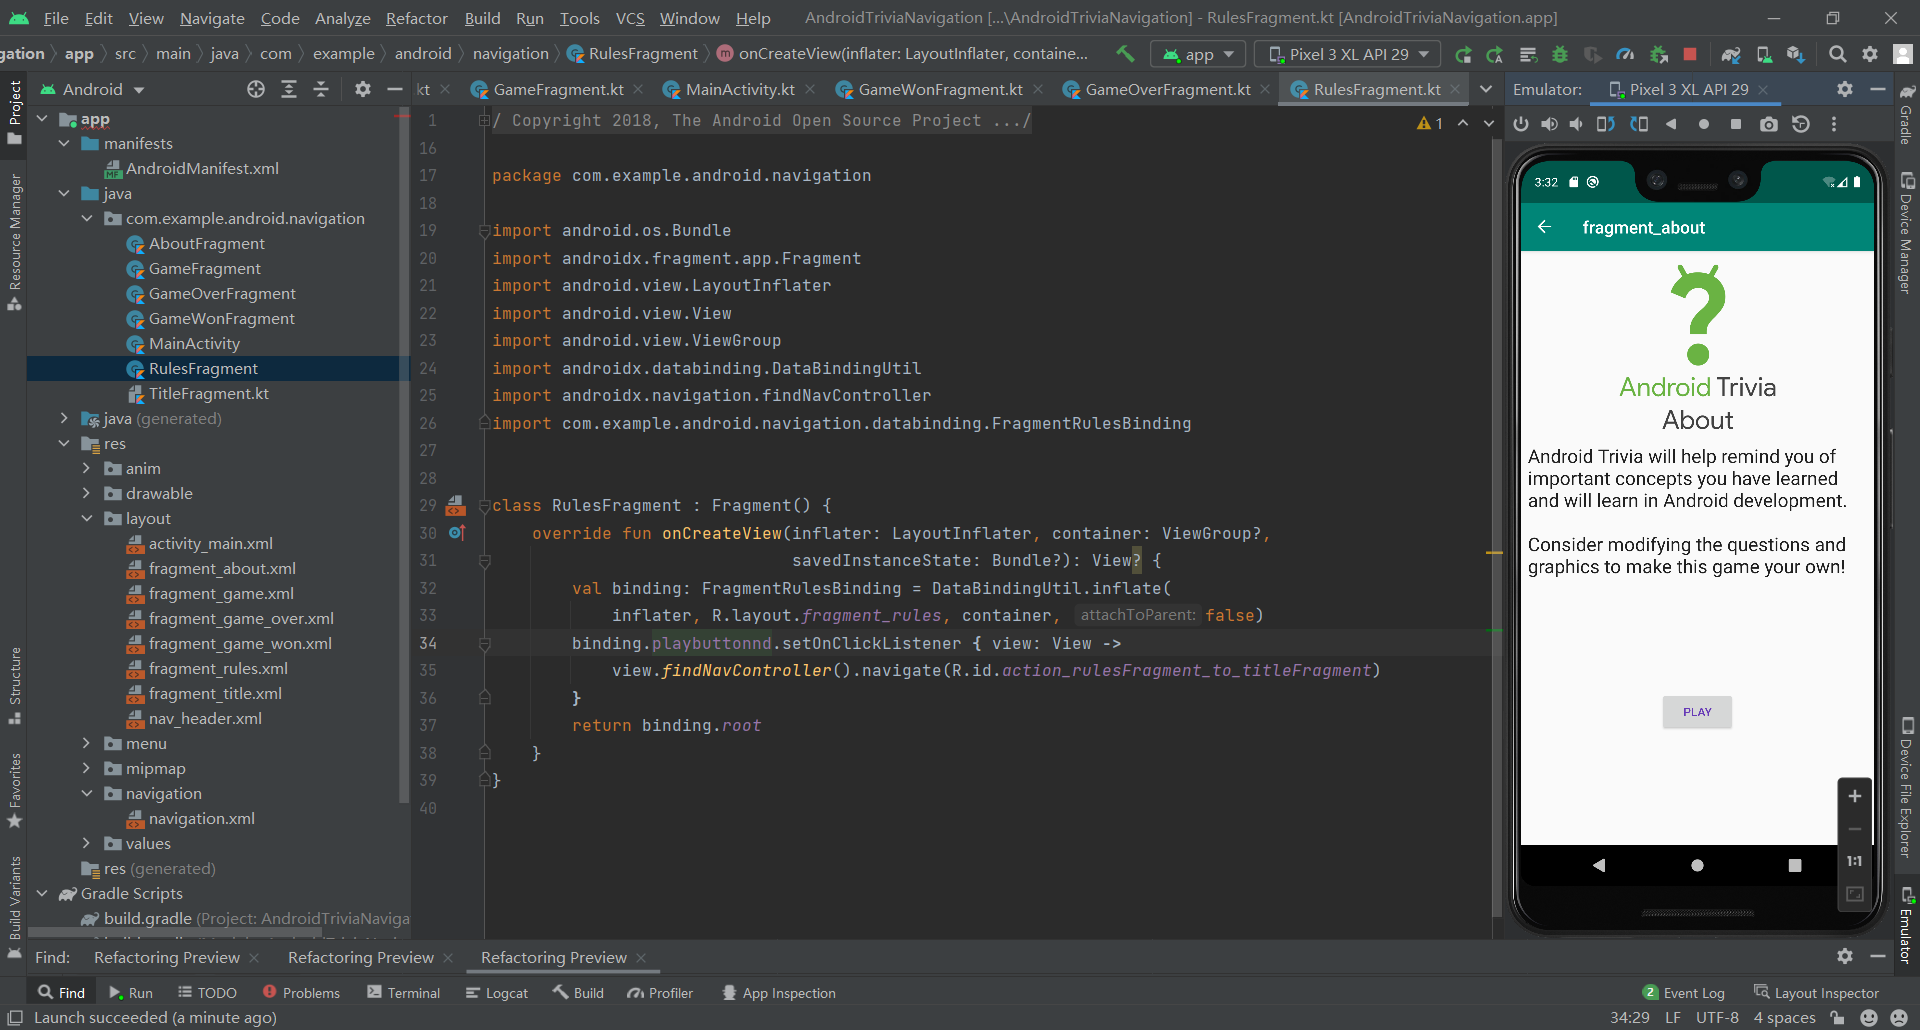 File Edit View Navigate Code Analyze Refactor Build Run Tools VCS Window Help AndroidTriviaNavigation [...\AndroidTriviaNavigation] - RulesFragment.kt [AndroidTriviaNavigation.app]
gation app src main java com example android navigation RulesFragment onCreateView(inflater: LayoutInflater, containe... app Pixel 3 XL API 29
Android
kt GameFragment.kt MainActivity.kt GameWonFragment.kt GameOverFragment.kt RulesFragment.kt
Emulator: Pixel 3 XL API 29
Project
Resource Manager
Structure
Favorites
Build Variants
app
manifests
AndroidManifest.xml
java
com.example.android.navigation
AboutFragment
GameFragment
GameOverFragment
GameWonFragment
MainActivity
RulesFragment
TitleFragment.kt
java (generated)
res
anim
drawable
layout
activity_main.xml
fragment_about.xml
fragment_game.xml
fragment_game_over.xml
fragment_game_won.xml
fragment_rules.xml
fragment_title.xml
nav_header.xml
menu
mipmap
navigation
navigation.xml
values
res (generated)
Gradle Scripts
build.gradle (Project: AndroidTriviaNaviga
1 / Copyright 2018, The Android Open Source Project .../
1
16
17 package com.example.android.navigation
18
19 import android.os.Bundle
20 import androidx.fragment.app.Fragment
21 import android.view.LayoutInflater
22 import android.view.View
23 import android.view.ViewGroup
24 import androidx.databinding.DataBindingUtil
25 import androidx.navigation.findNavController
26 import com.example.android.navigation.databinding.FragmentRulesBinding
27
28
29 class RulesFragment : Fragment() {
30 override fun onCreateView(inflater: LayoutInflater, container: ViewGroup?,
31 savedInstanceState: Bundle?): View? {
32 val binding: FragmentRulesBinding = DataBindingUtil.inflate(
33 inflater, R.layout.fragment_rules, container, attachToParent: false)
34 binding.playbuttonnd.setOnClickListener { view: View ->
35 view.findNavController().navigate(R.id.action_rulesFragment_to_titleFragment)
36 }
37 return binding.root
38 }
39 }
40
3:32
fragment_about
Android Trivia
About
Android Trivia will help remind you of
important concepts you have learned
and will learn in Android development.
Consider modifying the questions and
graphics to make this game your own!
PLAY
1:1
Gradle
Device Manager
Device File Explorer
Emulator
Find: Refactoring Preview Refactoring Preview Refactoring Preview
Find Run TODO Problems Terminal Logcat Build Profiler App Inspection 2 Event Log Layout Inspector
Launch succeeded (a minute ago) 34:29 LF UTF-8 4 spaces